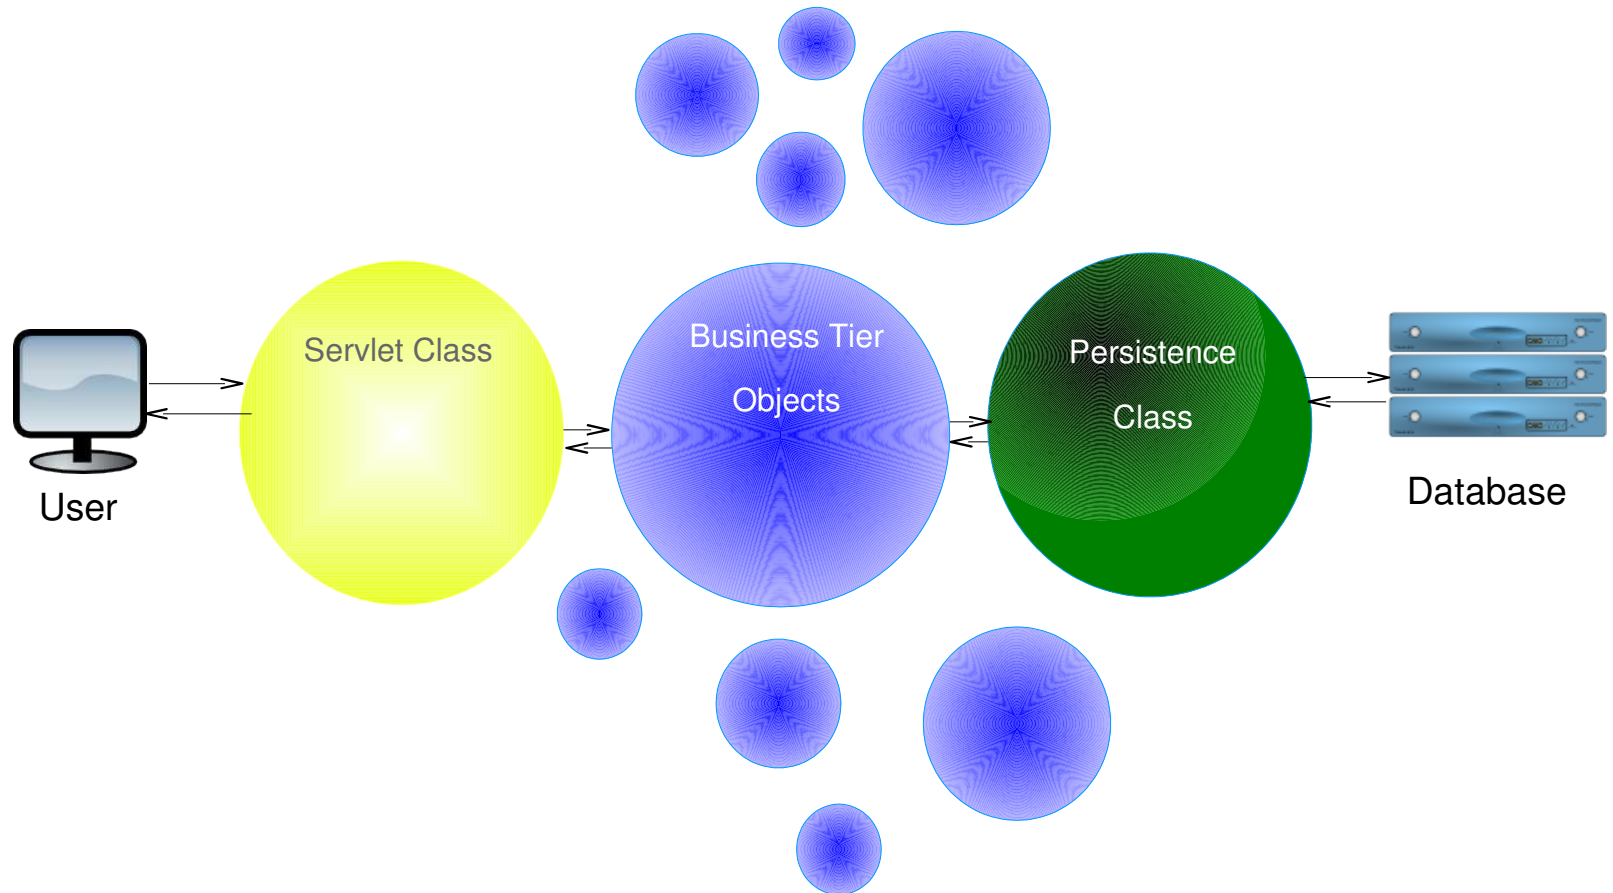 Servlet Class
Business Tier
Objects
Persistence
Class
User
Database